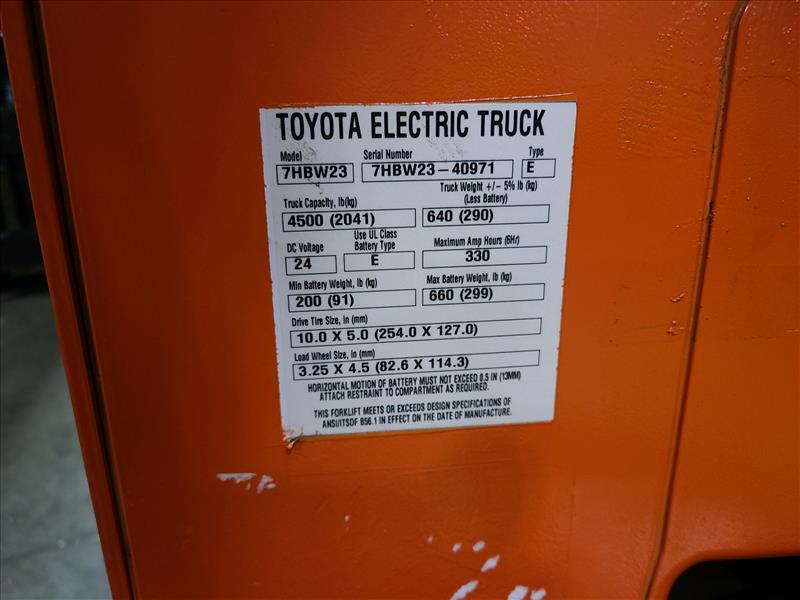 TOYOTA ELECTRIC TRUCK
Model Serial Number Type
7HBW23 7HBW23-40971 E
Truck Capacity, lb(kg) Truck Weight +/- 5% lb (kg) (Less Battery)
4500 (2041) 640 (290)
DC Voltage Use UL Class Battery Type Maximum Amp Hours (6Hr)
24 E 330
Min Battery Weight, lb (kg) Max Battery Weight, lb (kg)
200 (91) 660 (299)
Drive Tire Size, in (mm)
10.0 X 5.0 (254.0 X 127.0)
Load Wheel Size, in (mm)
3.25 X 4.5 (82.6 X 114.3)
HORIZONTAL MOTION OF BATTERY MUST NOT EXCEED 0.5 IN (13MM)
ATTACH RESTRAINT TO COMPARTMENT AS REQUIRED.
THIS FORKLIFT MEETS OR EXCEEDS DESIGN SPECIFICATIONS OF
ANSI/ITSDF B56.1 IN EFFECT ON THE DATE OF MANUFACTURE.